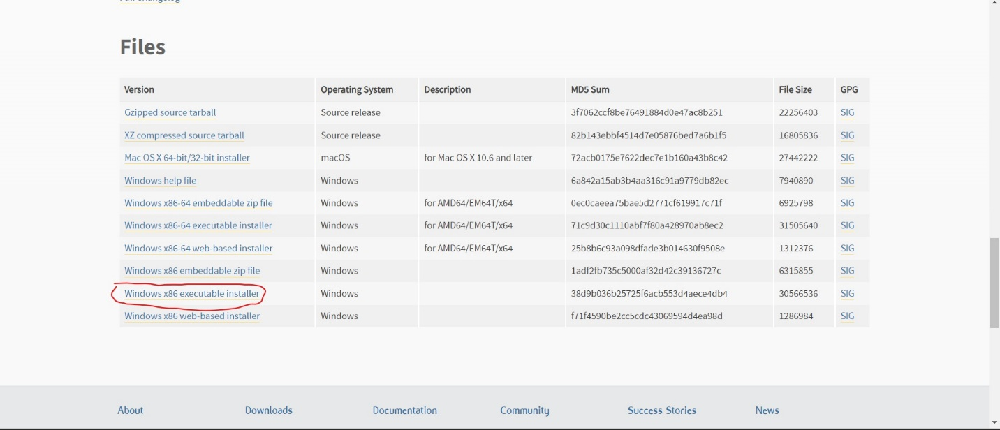 Full Changelog
Files
Version Operating System Description MD5 Sum File Size GPG
Gzipped source tarball Source release 3f7062ccf8be76491884d0e47ac8b251 22256403 SIG
XZ compressed source tarball Source release 82b143ebbf4514d7e05876bed7a6b1f5 16805836 SIG
Mac OS X 64-bit/32-bit installer macOS for Mac OS X 10.6 and later 72acb0175e7622dec7e1b160a43b8c42 27442222 SIG
Windows help file Windows 6a842a15ab3b4aa316c91a9779db82ec 7940890 SIG
Windows x86-64 embeddable zip file Windows for AMD64/EM64T/x64 0ec0caeea75bae5d2771cf619917c71f 6925798 SIG
Windows x86-64 executable installer Windows for AMD64/EM64T/x64 71c9d30c1110abf7f80a428970ab8ec2 31505640 SIG
Windows x86-64 web-based installer Windows for AMD64/EM64T/x64 25b8b6c93a098dfade3b014630f9508e 1312376 SIG
Windows x86 embeddable zip file Windows 1adf2fb735c5000af32d42c39136727c 6315855 SIG
Windows x86 executable installer Windows 38d9b036b25725f6acb553d4aece4db4 30566536 SIG
Windows x86 web-based installer Windows f71f4590be2cc5cdc43069594d4ea98d 1286984 SIG
About Downloads Documentation Community Success Stories News